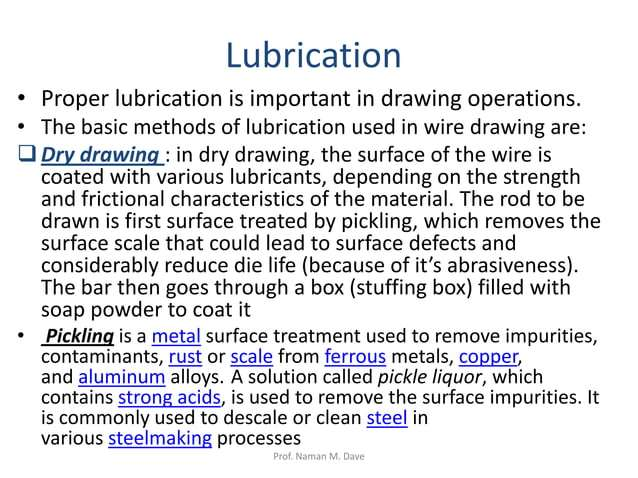 Lubrication
• Proper lubrication is important in drawing operations.
• The basic methods of lubrication used in wire drawing are:
❑ Dry drawing : in dry drawing, the surface of the wire is
coated with various lubricants, depending on the strength
and frictional characteristics of the material. The rod to be
drawn is first surface treated by pickling, which removes the
surface scale that could lead to surface defects and
considerably reduce die life (because of it’s abrasiveness).
The bar then goes through a box (stuffing box) filled with
soap powder to coat it
• Pickling is a metal surface treatment used to remove impurities,
contaminants, rust or scale from ferrous metals, copper,
and aluminum alloys. A solution called pickle liquor, which
contains strong acids, is used to remove the surface impurities. It
is commonly used to descale or clean steel in
various steelmaking processes
Prof. Naman M. Dave